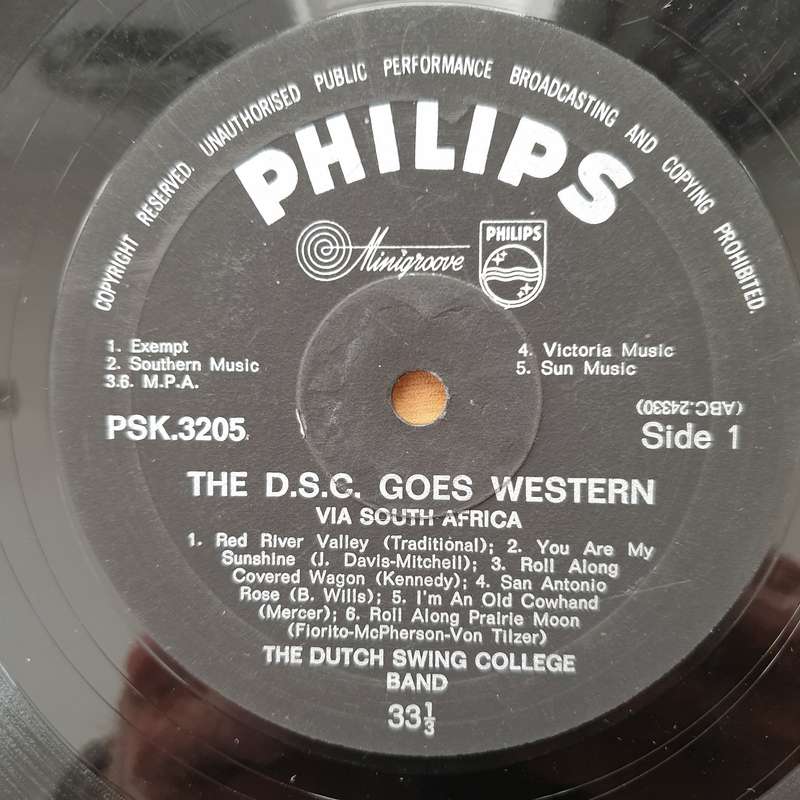 COPYRIGHT RESERVED. UNAUTHORISED PUBLIC PERFORMANCE BROADCASTING AND COPYING PROHIBITED.
PHILIPS
Minigroove
PHILIPS
1. Exempt
2. Southern Music
3.6. M.P.A.
4. Victoria Music
5. Sun Music
PSK.3205
(ABC.24330)
Side 1
THE D.S.C. GOES WESTERN
VIA SOUTH AFRICA
1. Red River Valley (Traditional); 2. You Are My
Sunshine (J. Davis-Mitchell); 3. Roll Along
Covered Wagon (Kennedy); 4. San Antonio
Rose (B. Wills); 5. I'm An Old Cowhand
(Mercer); 6. Roll Along Prairie Moon
(Fiorito-McPherson-Von Tilzer)
THE DUTCH SWING COLLEGE
BAND
33⅓